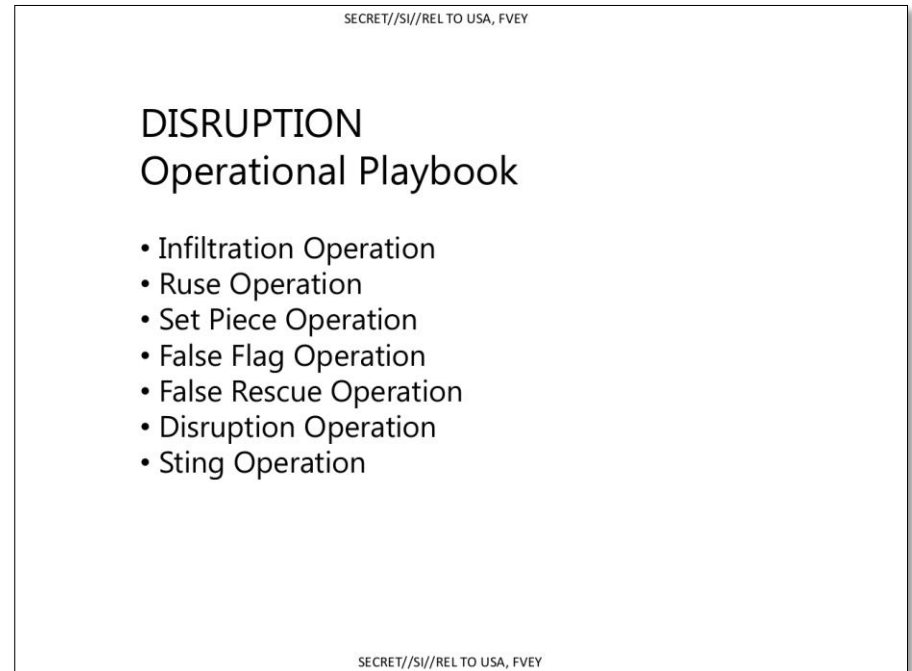 SECRET//SI//REL TO USA, FVEY
DISRUPTION
Operational Playbook
• Infiltration Operation
• Ruse Operation
• Set Piece Operation
• False Flag Operation
• False Rescue Operation
• Disruption Operation
• Sting Operation
SECRET//SI//REL TO USA, FVEY